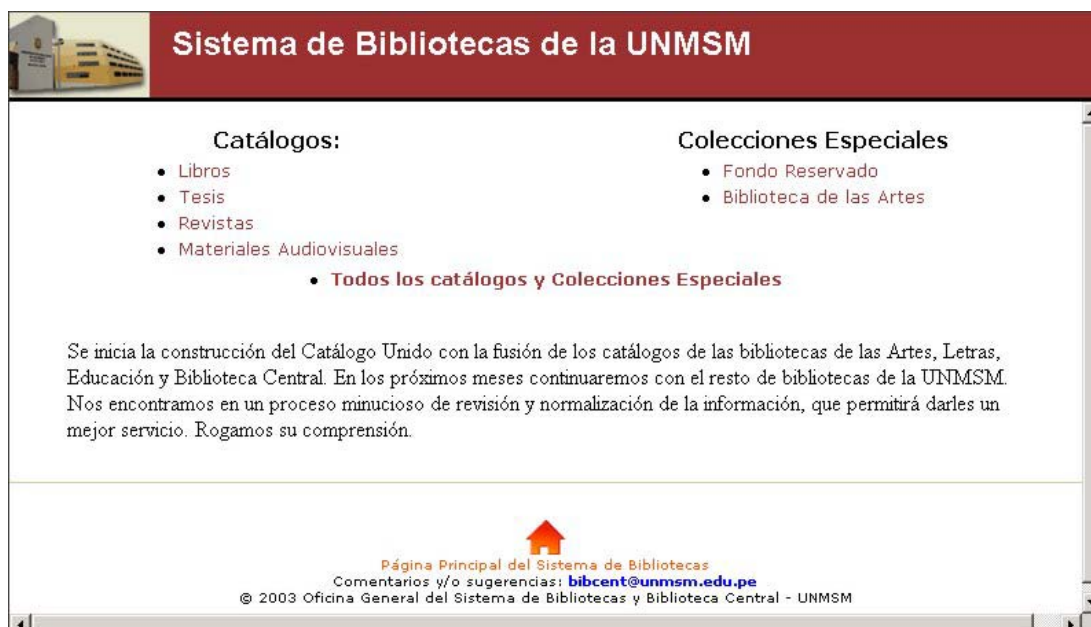 Sistema de Bibliotecas de la UNMSM
Catálogos:
Libros
Tesis
Revistas
Materiales Audiovisuales
Colecciones Especiales
Fondo Reservado
Biblioteca de las Artes
Todos los catálogos y Colecciones Especiales
Se inicia la construcción del Catálogo Unido con la fusión de los catálogos de las bibliotecas de las Artes, Letras,
Educación y Biblioteca Central. En los próximos meses continuaremos con el resto de bibliotecas de la UNMSM.
Nos encontramos en un proceso minucioso de revisión y normalización de la información, que permitirá darles un
mejor servicio. Rogamos su comprensión.
Página Principal del Sistema de Bibliotecas
Comentarios y/o sugerencias: bibcent@unmsm.edu.pe
© 2003 Oficina General del Sistema de Bibliotecas y Biblioteca Central - UNMSM